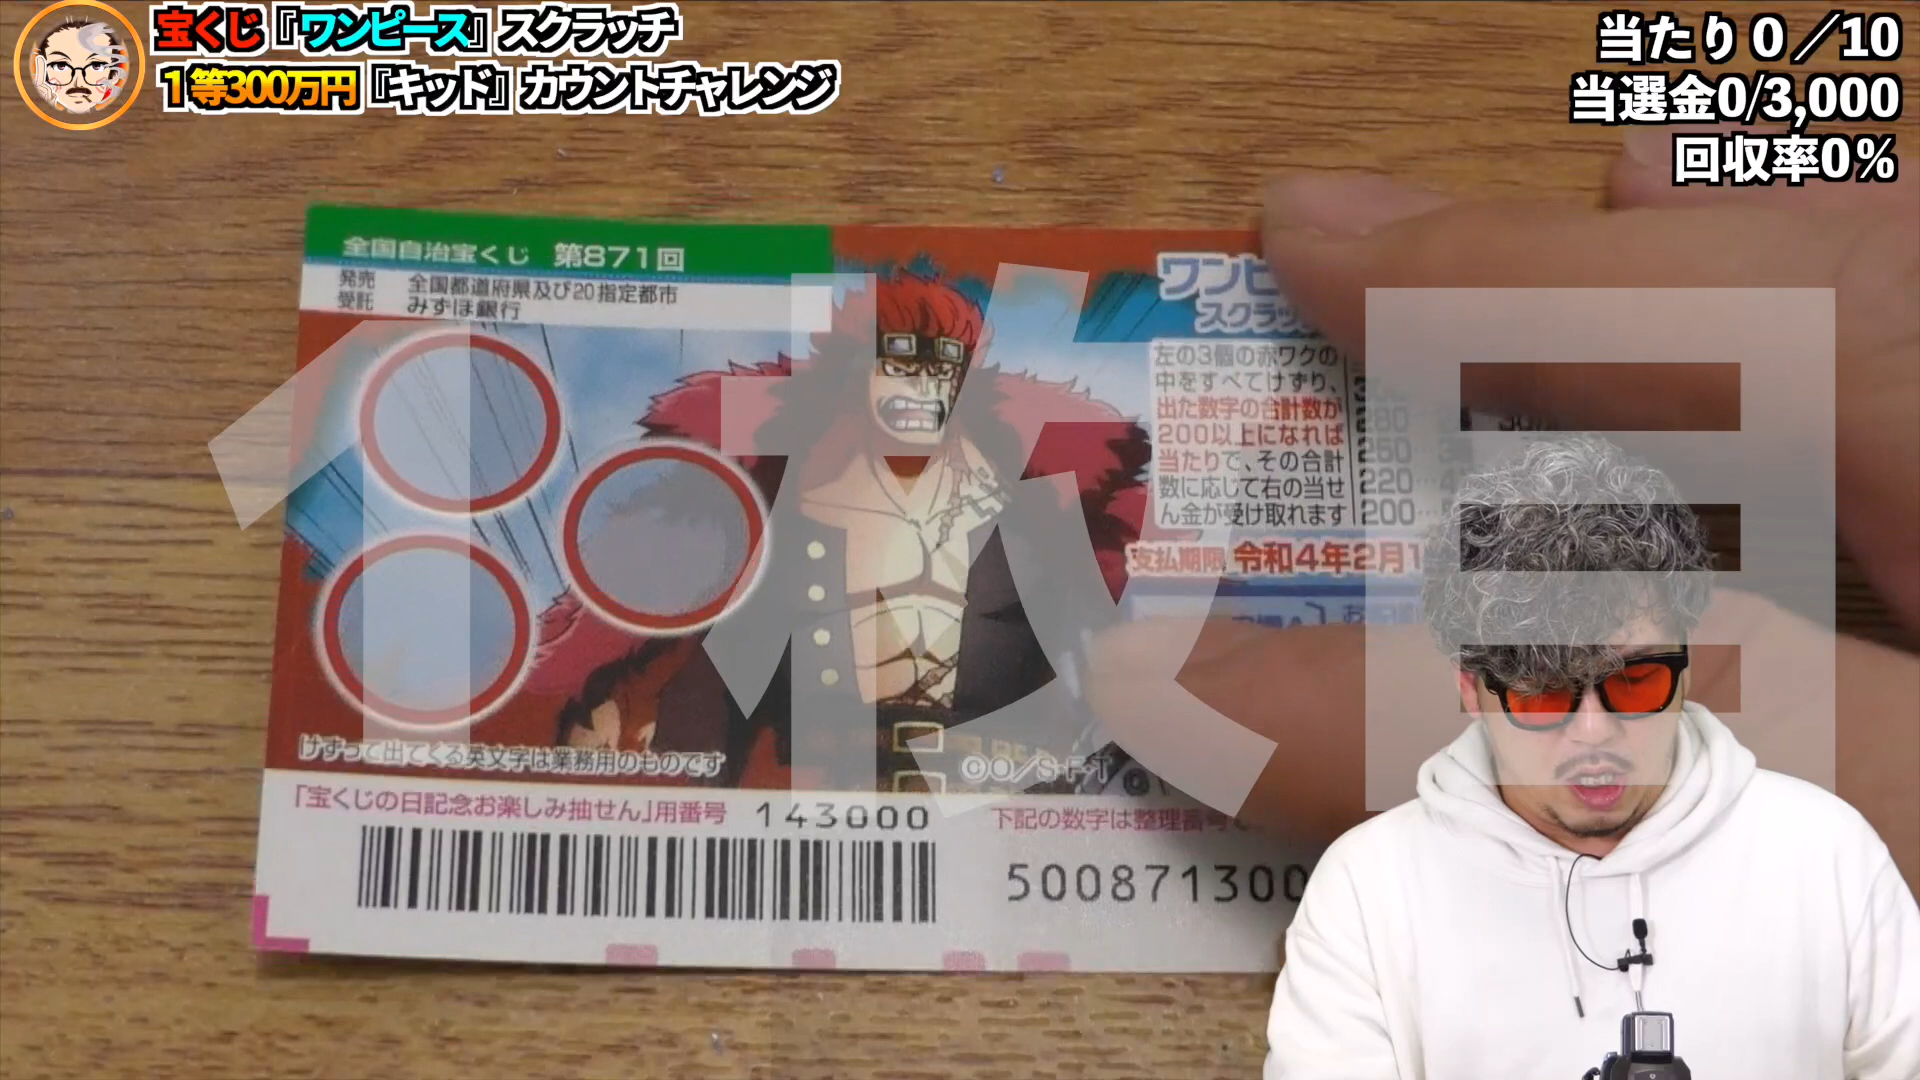 宝くじ『ワンピース』スクラッチ
1等300万円『キッド』カウントチャレンジ
当たり0／10
当選金0/3,000
回収率0%
1枚目
全国自治宝くじ 第871回
発売 全国都道府県及び20指定都市
受託 みずほ銀行
ワンピ
スクラッ
左の3個の赤ワクの
中をすべてけずり、
出た数字の合計数が
200以上になれば
当たりで、その合計
数に応じて右の当せ
ん金が受け取れます
280
250
220
200
支払期限 令和4年2月1
けずって出てくる英文字は業務用のものです
©O/S・F・T
「宝くじの日記念お楽しみ抽せん」用番号 143000
下記の数字は整理番号で
500871300